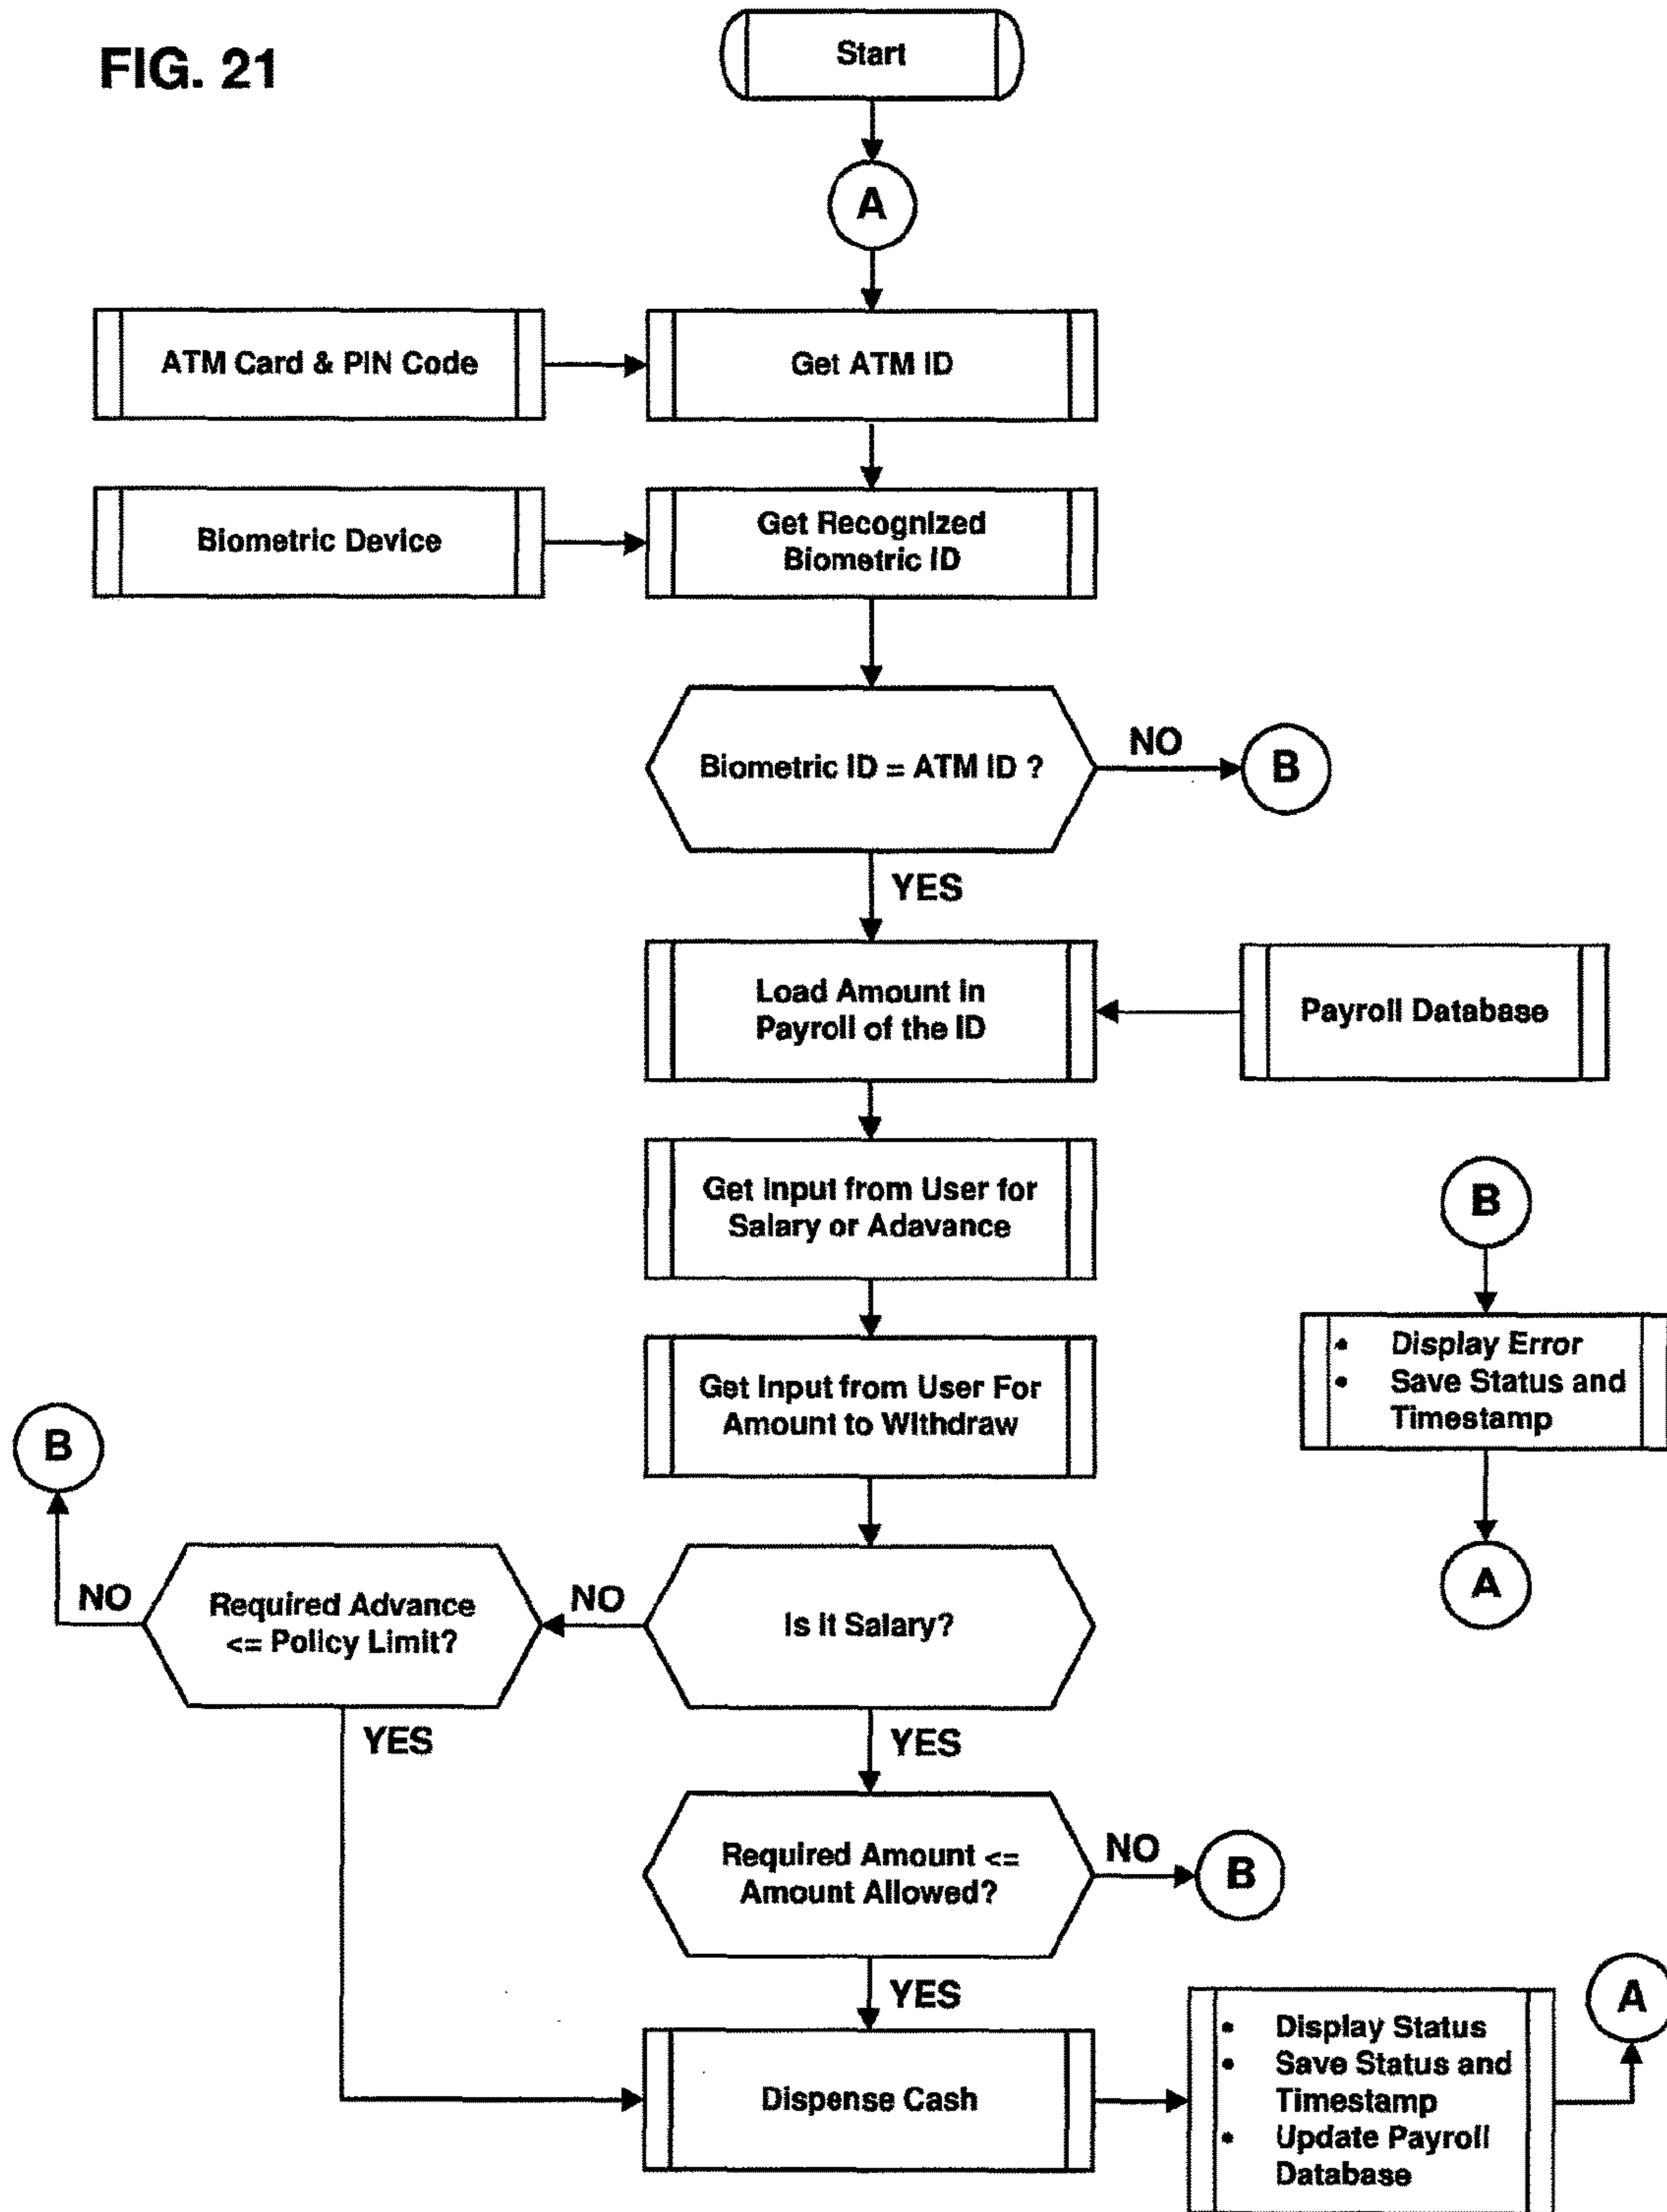 FIG. 21
Start
A
ATM Card & PIN Code
Get ATM ID
Biometric Device
Get Recognized
Biometric ID
Biometric ID = ATM ID ?
NO
B
YES
Load Amount in
Payroll of the ID
Payroll Database
Get Input from User for
Salary or Adavance
B
• Display Error
• Save Status and
Timestamp
A
Get Input from User For
Amount to Withdraw
B
NO
Required Advance
<= Policy Limit?
NO
Is it Salary?
YES
YES
Required Amount <=
Amount Allowed?
NO
B
YES
Dispense Cash
• Display Status
• Save Status and
Timestamp
• Update Payroll
Database
A